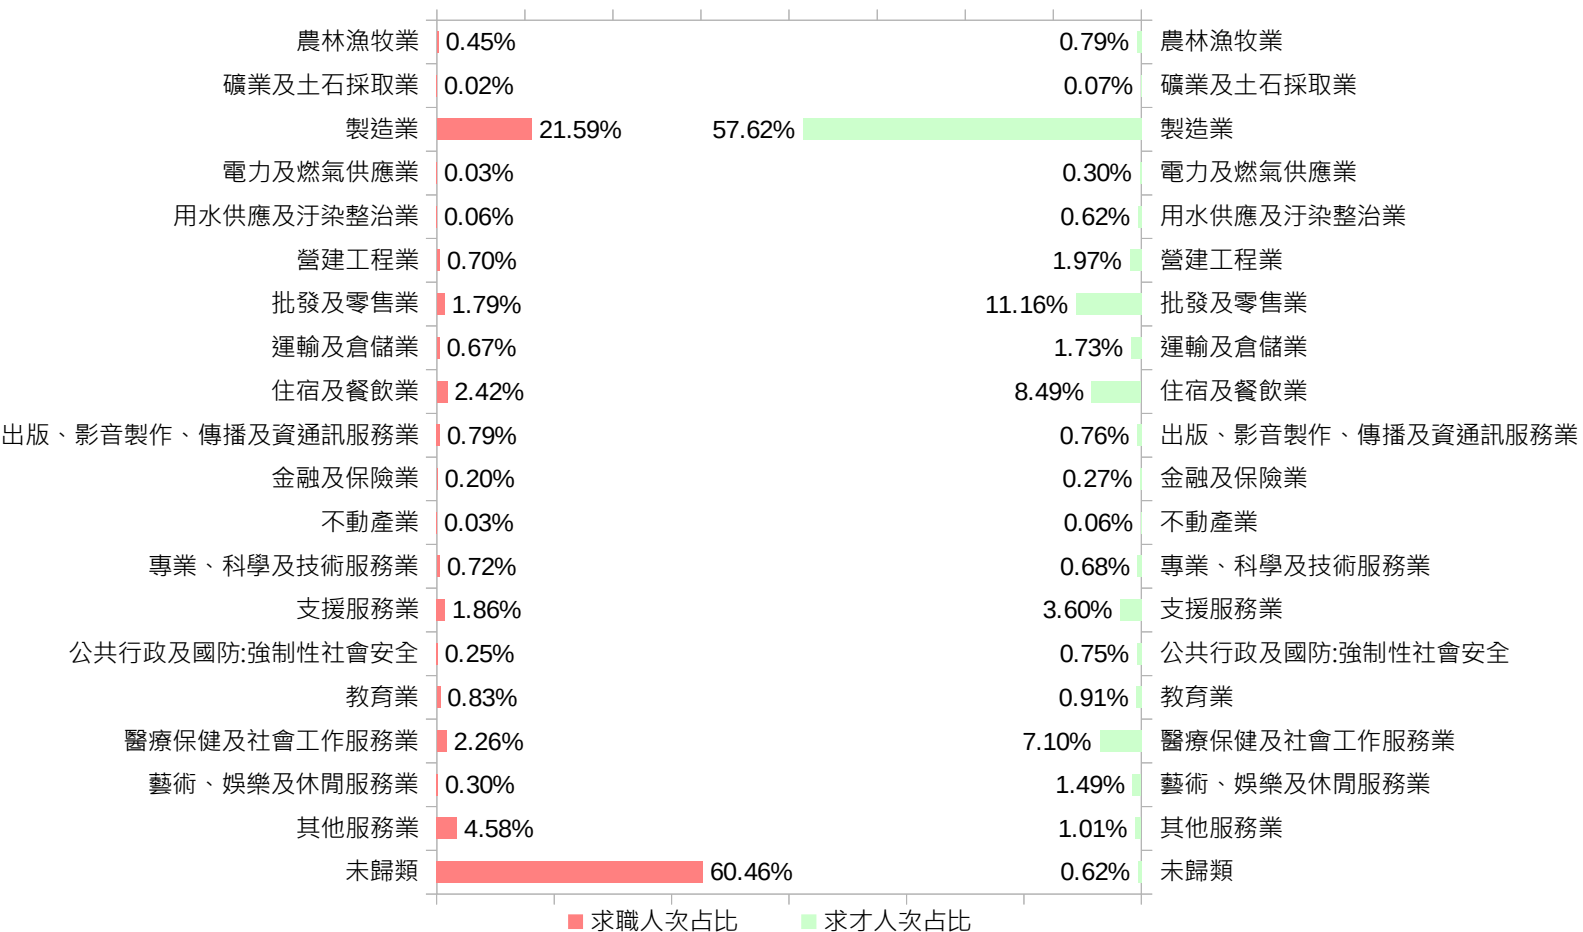 農林漁牧業 0.45% 0.79% 農林漁牧業
礦業及土石採取業 0.02% 0.07% 礦業及土石採取業
製造業 21.59% 57.62% 製造業
電力及燃氣供應業 0.03% 0.30% 電力及燃氣供應業
用水供應及汙染整治業 0.06% 0.62% 用水供應及汙染整治業
營建工程業 0.70% 1.97% 營建工程業
批發及零售業 1.79% 11.16% 批發及零售業
運輸及倉儲業 0.67% 1.73% 運輸及倉儲業
住宿及餐飲業 2.42% 8.49% 住宿及餐飲業
出版、影音製作、傳播及資通訊服務業 0.79% 0.76% 出版、影音製作、傳播及資通訊服務業
金融及保險業 0.20% 0.27% 金融及保險業
不動產業 0.03% 0.06% 不動產業
專業、科學及技術服務業 0.72% 0.68% 專業、科學及技術服務業
支援服務業 1.86% 3.60% 支援服務業
公共行政及國防;強制性社會安全 0.25% 0.75% 公共行政及國防;強制性社會安全
教育業 0.83% 0.91% 教育業
醫療保健及社會工作服務業 2.26% 7.10% 醫療保健及社會工作服務業
藝術、娛樂及休閒服務業 0.30% 1.49% 藝術、娛樂及休閒服務業
其他服務業 4.58% 1.01% 其他服務業
未歸類 60.46% 0.62% 未歸類
求職人次占比 求才人次占比